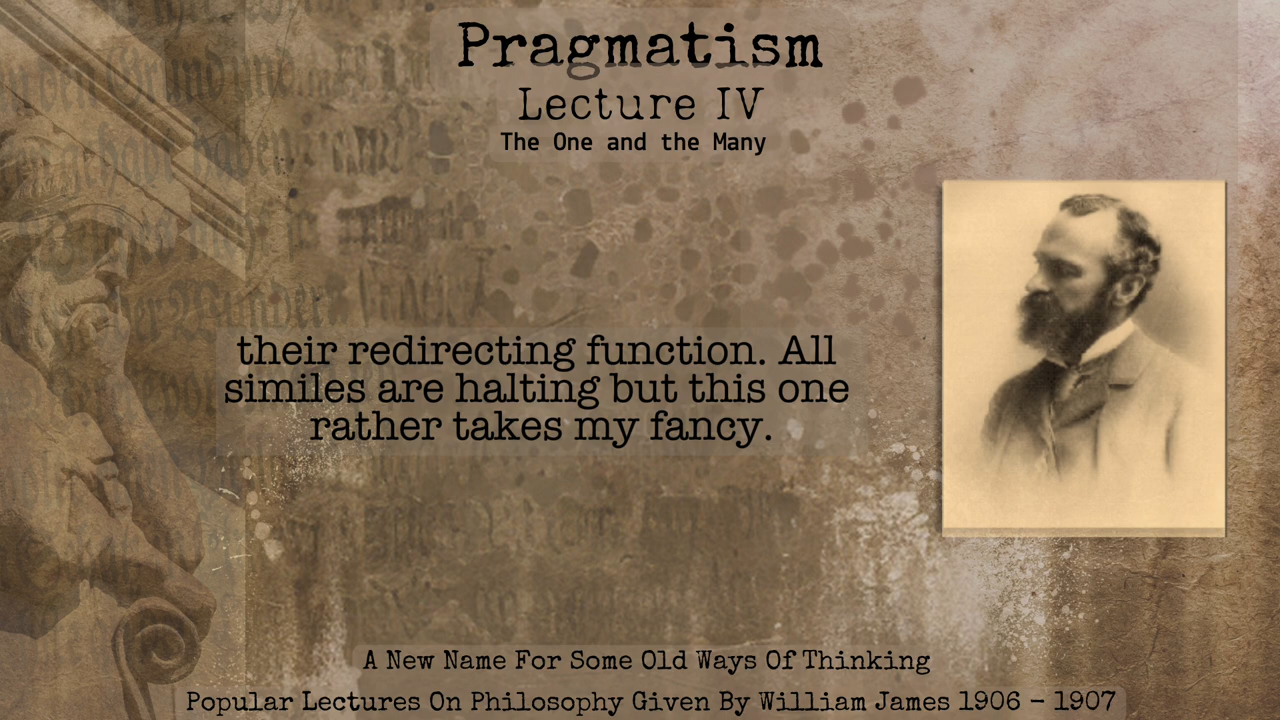 Pragmatism
Lecture IV
The One and the Many
their redirecting function. All
similes are halting but this one
rather takes my fancy.
A New Name For Some Old Ways Of Thinking
Popular Lectures On Philosophy Given By William James 1906 - 1907